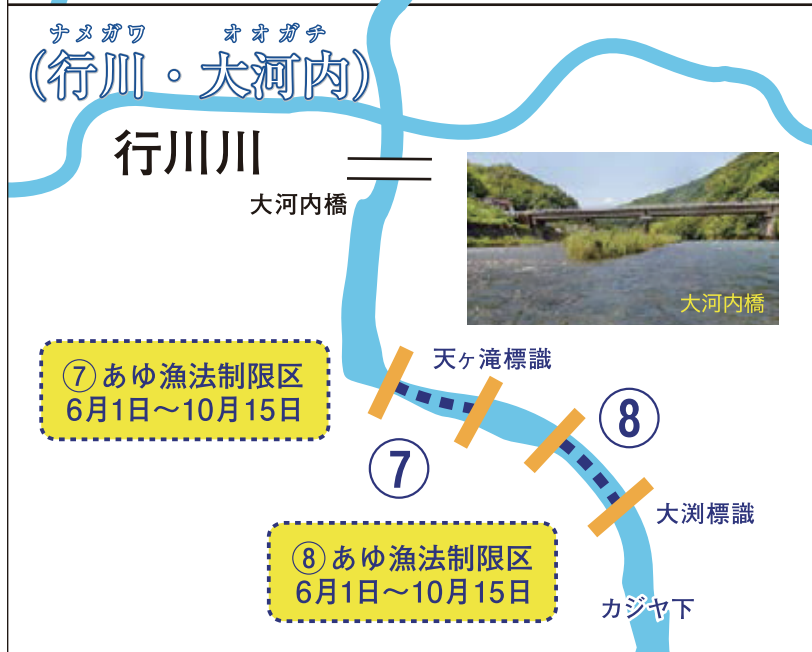 ナメガワ オオガチ
(行川・大河内)
行川川
大河内橋
大河内橋
天ヶ滝標識
⑦あゆ漁法制限区
6月1日～10月15日
⑧
⑦
大渕標識
⑧あゆ漁法制限区
6月1日～10月15日
カジヤ下